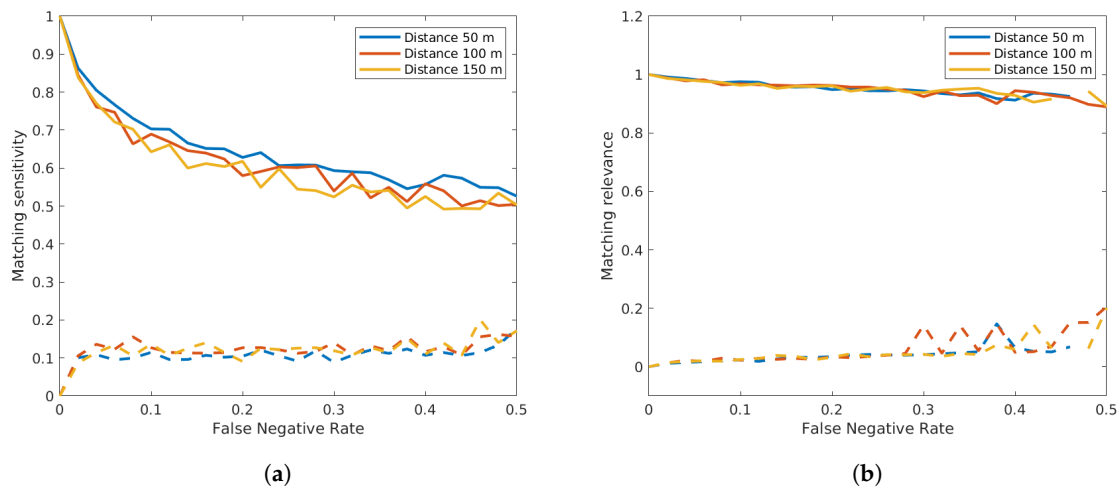 1
0.9
0.8
0.7
0.6
0.5
0.4
0.3
0.2
0.1
0
0 0.1 0.2 0.3 0.4 0.5
Matching sensitivity
False Negative Rate
Distance 50 m
Distance 100 m
Distance 150 m
(a)
1.2
1
0.8
0.6
0.4
0.2
0
0 0.1 0.2 0.3 0.4 0.5
Matching relevance
False Negative Rate
Distance 50 m
Distance 100 m
Distance 150 m
(b)